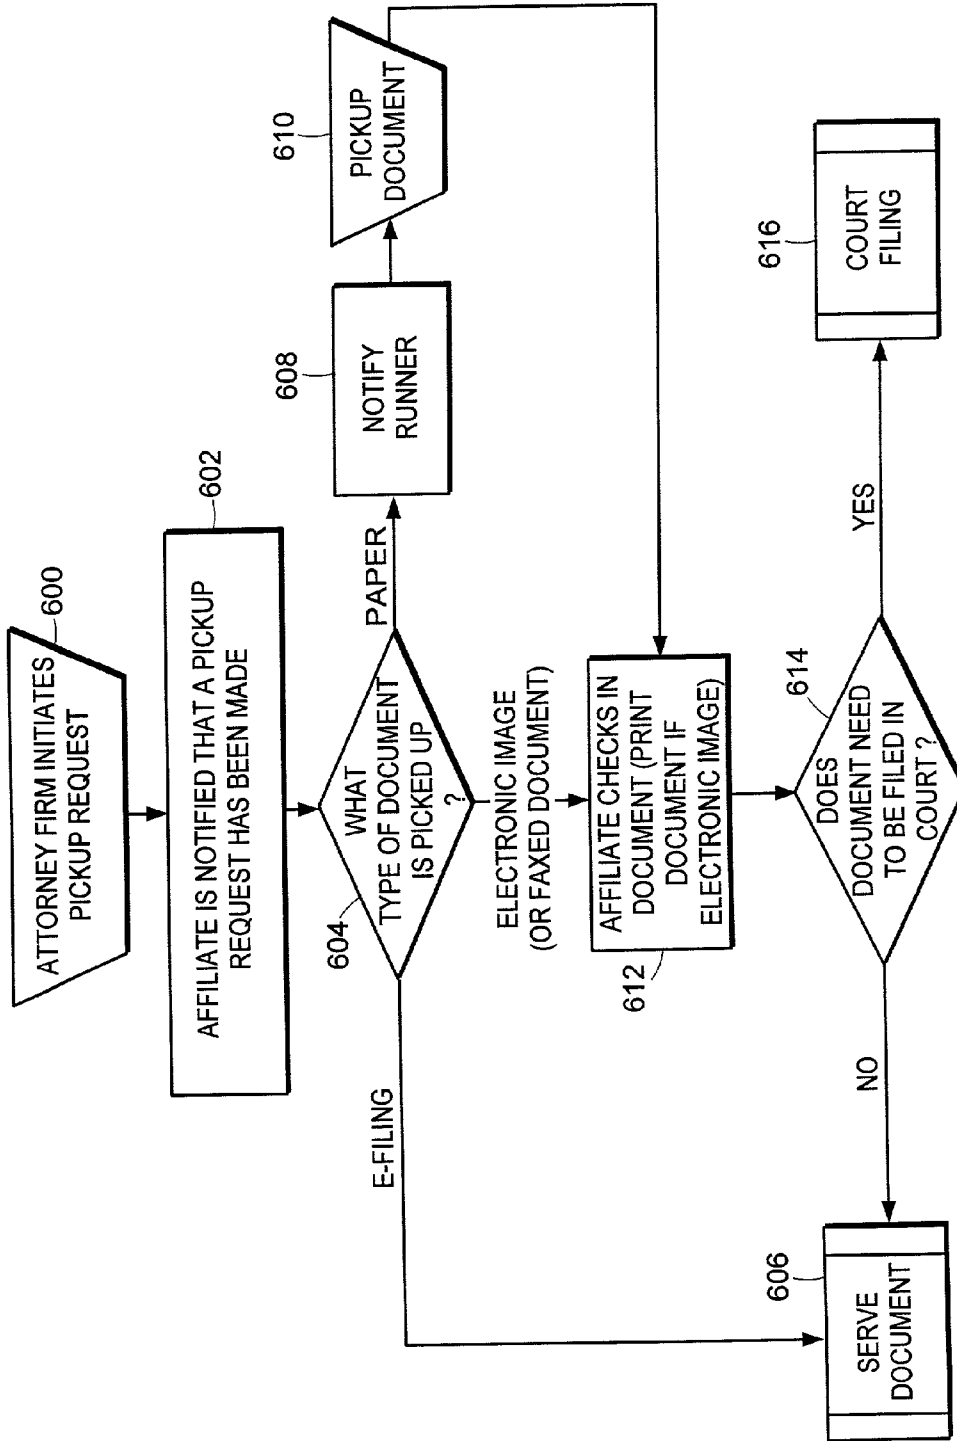 600
ATTORNEY FIRM INITIATES
PICKUP REQUEST
602
AFFILIATE IS NOTIFIED THAT A PICKUP
REQUEST HAS BEEN MADE
604
WHAT
TYPE OF DOCUMENT
IS PICKED UP
?
PAPER
608
NOTIFY
RUNNER
610
PICKUP
DOCUMENT
E-FILING
ELECTRONIC IMAGE
(OR FAXED DOCUMENT)
612
AFFILIATE CHECKS IN
DOCUMENT (PRINT
DOCUMENT IF
ELECTRONIC IMAGE)
614
DOES
DOCUMENT NEED
TO BE FILED IN
COURT ?
NO
YES
606
SERVE
DOCUMENT
616
COURT
FILING